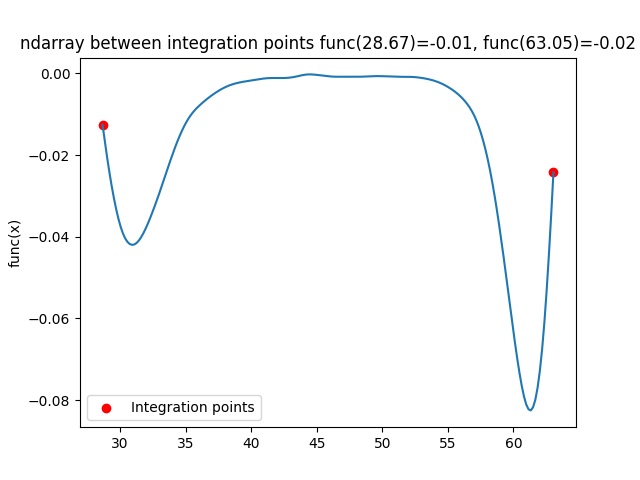 ndarray between integration points func(28.67)=-0.01, func(63.05)=-0.02
0.00
−0.02
−0.04
−0.06
−0.08
func(x)
Integration points
30 35 40 45 50 55 60